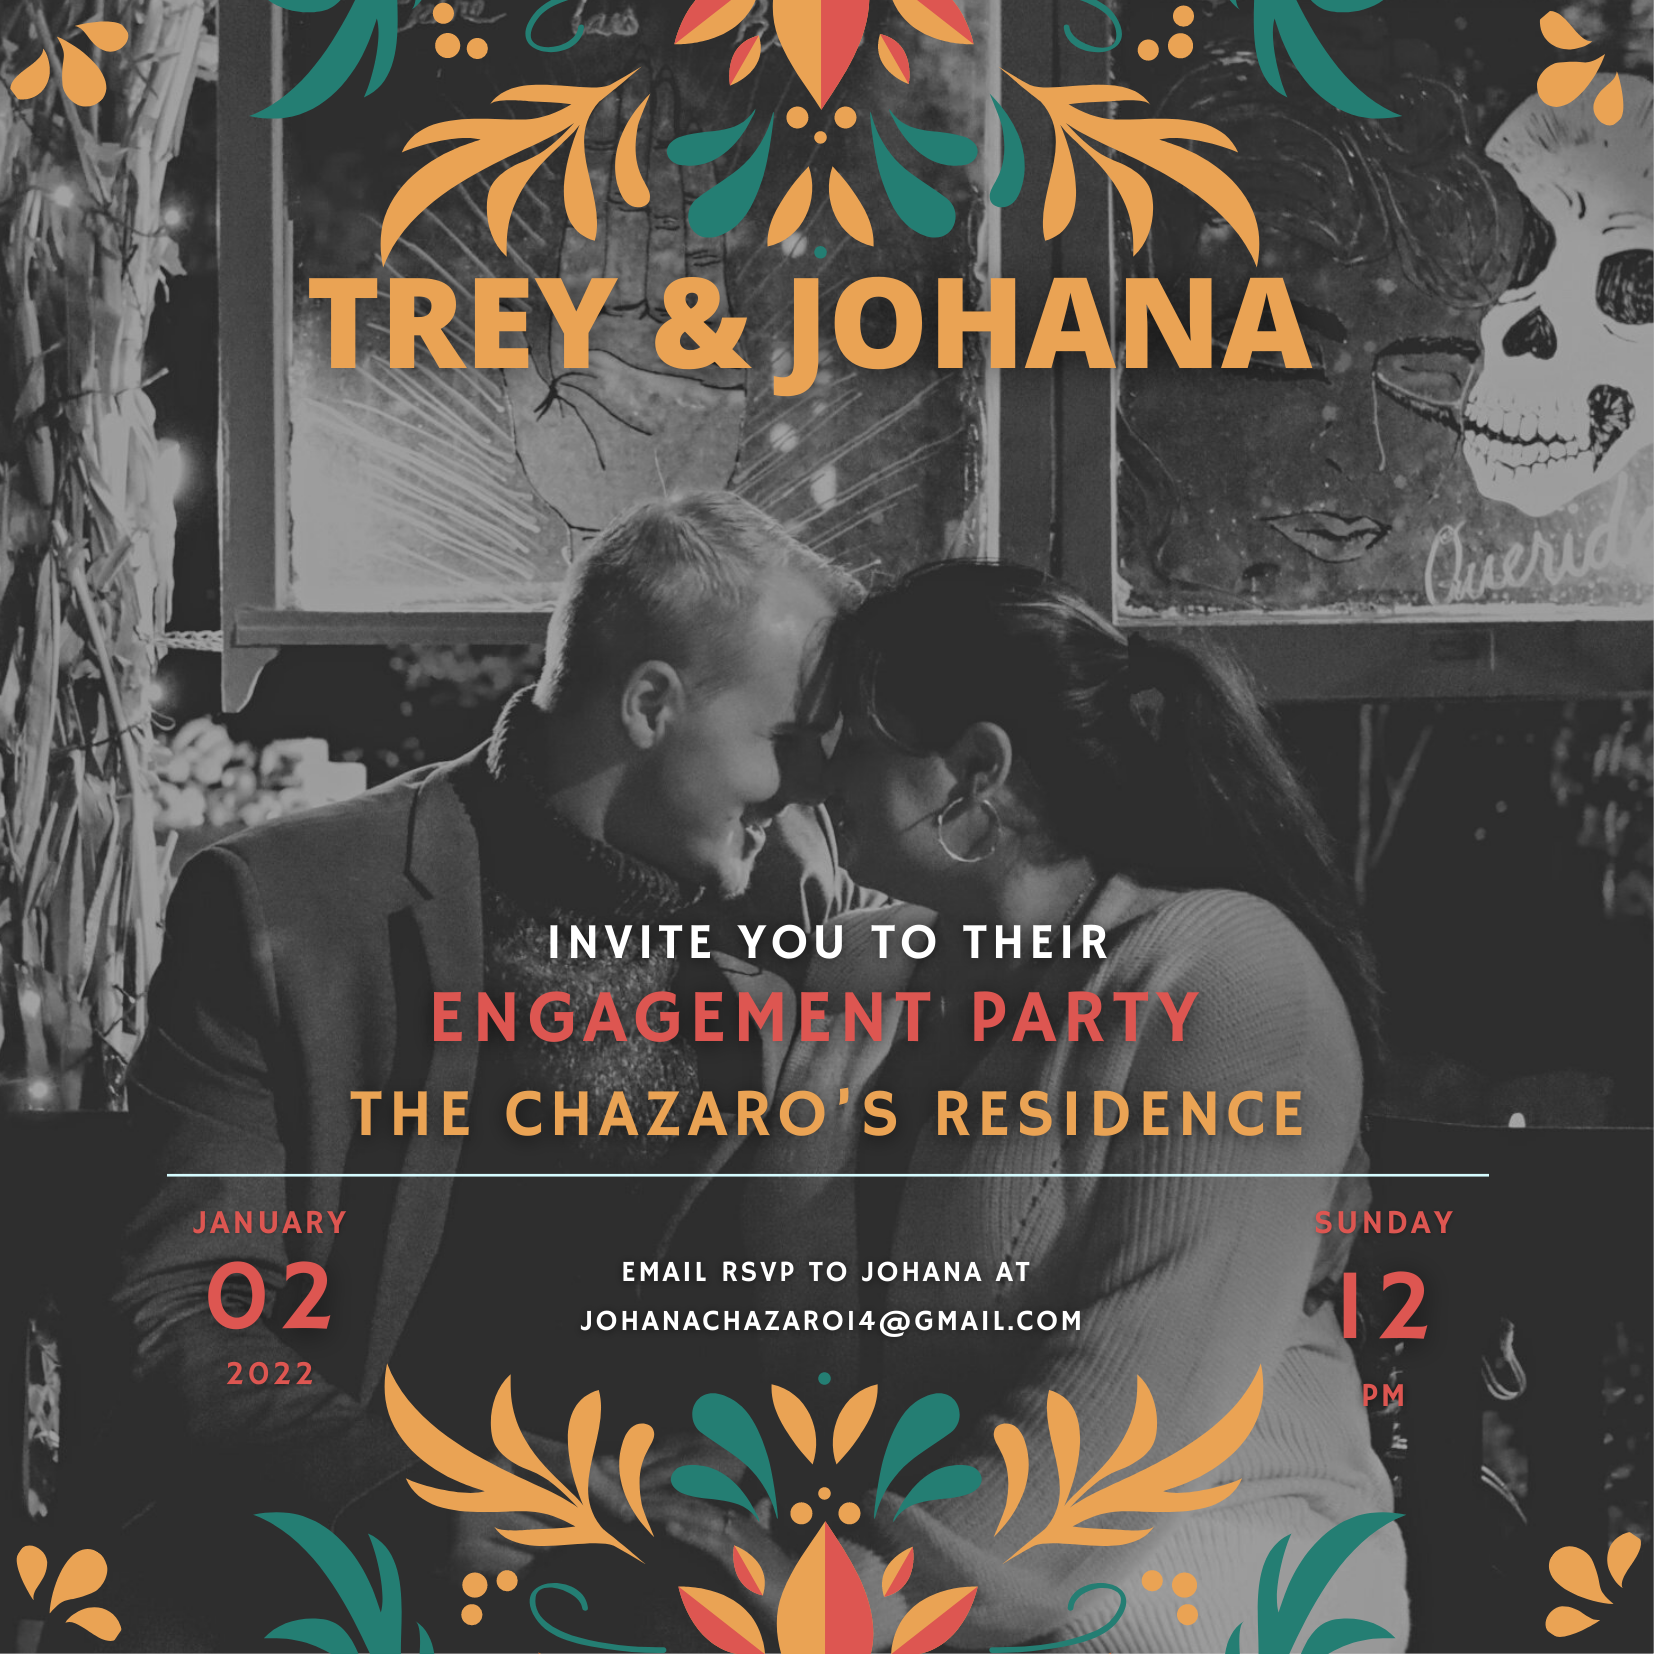 TREY & JOHANA
Querid
INVITE YOU TO THEIR
ENGAGEMENT PARTY
THE CHAZARO'S RESIDENCE
JANUARY
02
2022
EMAIL RSVP TO JOHANA AT
JOHANACHAZARO14@GMAIL.COM
SUNDAY
12
PM